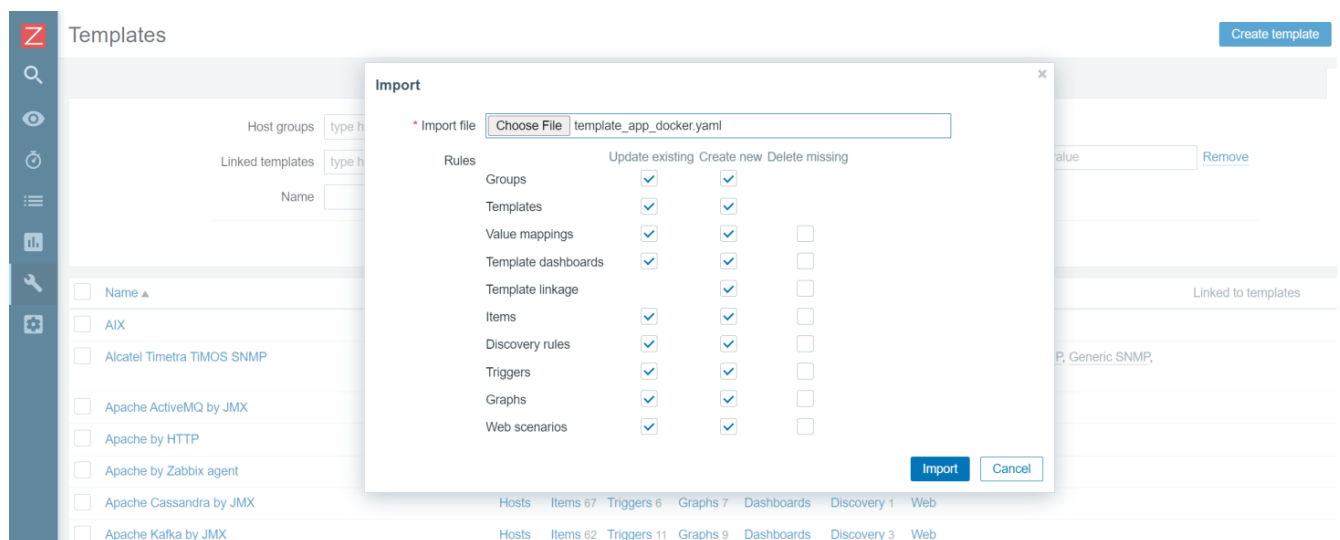 Z
Templates
Create template
Import
×
Host groups
type h
* Import file
Choose File
template_app_docker.yaml
Linked templates
type h
Rules
Update existing
Create new
Delete missing
value
Remove
Name
Groups
Templates
Value mappings
Template dashboards
Template linkage
Items
Discovery rules
Triggers
Graphs
Web scenarios
Import
Cancel
Name ▲
Linked to templates
AIX
Alcatel Timetra TiMOS SNMP
P, Generic SNMP,
Apache ActiveMQ by JMX
Apache by HTTP
Apache by Zabbix agent
Apache Cassandra by JMX
Hosts
Items 67
Triggers 6
Graphs 7
Dashboards
Discovery 1
Web
Apache Kafka by JMX
Hosts
Items 62
Triggers 11
Graphs 9
Dashboards
Discovery 3
Web